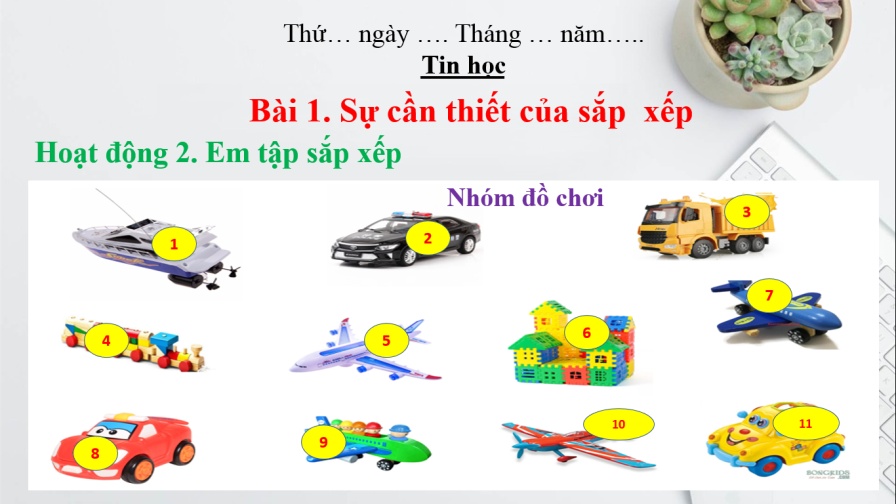 Thứ… ngày …. Tháng … năm…..
Tin học
Bài 1. Sự cần thiết của sắp xếp
Hoạt động 2. Em tập sắp xếp
Nhóm đồ chơi
1
2
3
4
5
6
7
8
9
10
11
BONGKIDS